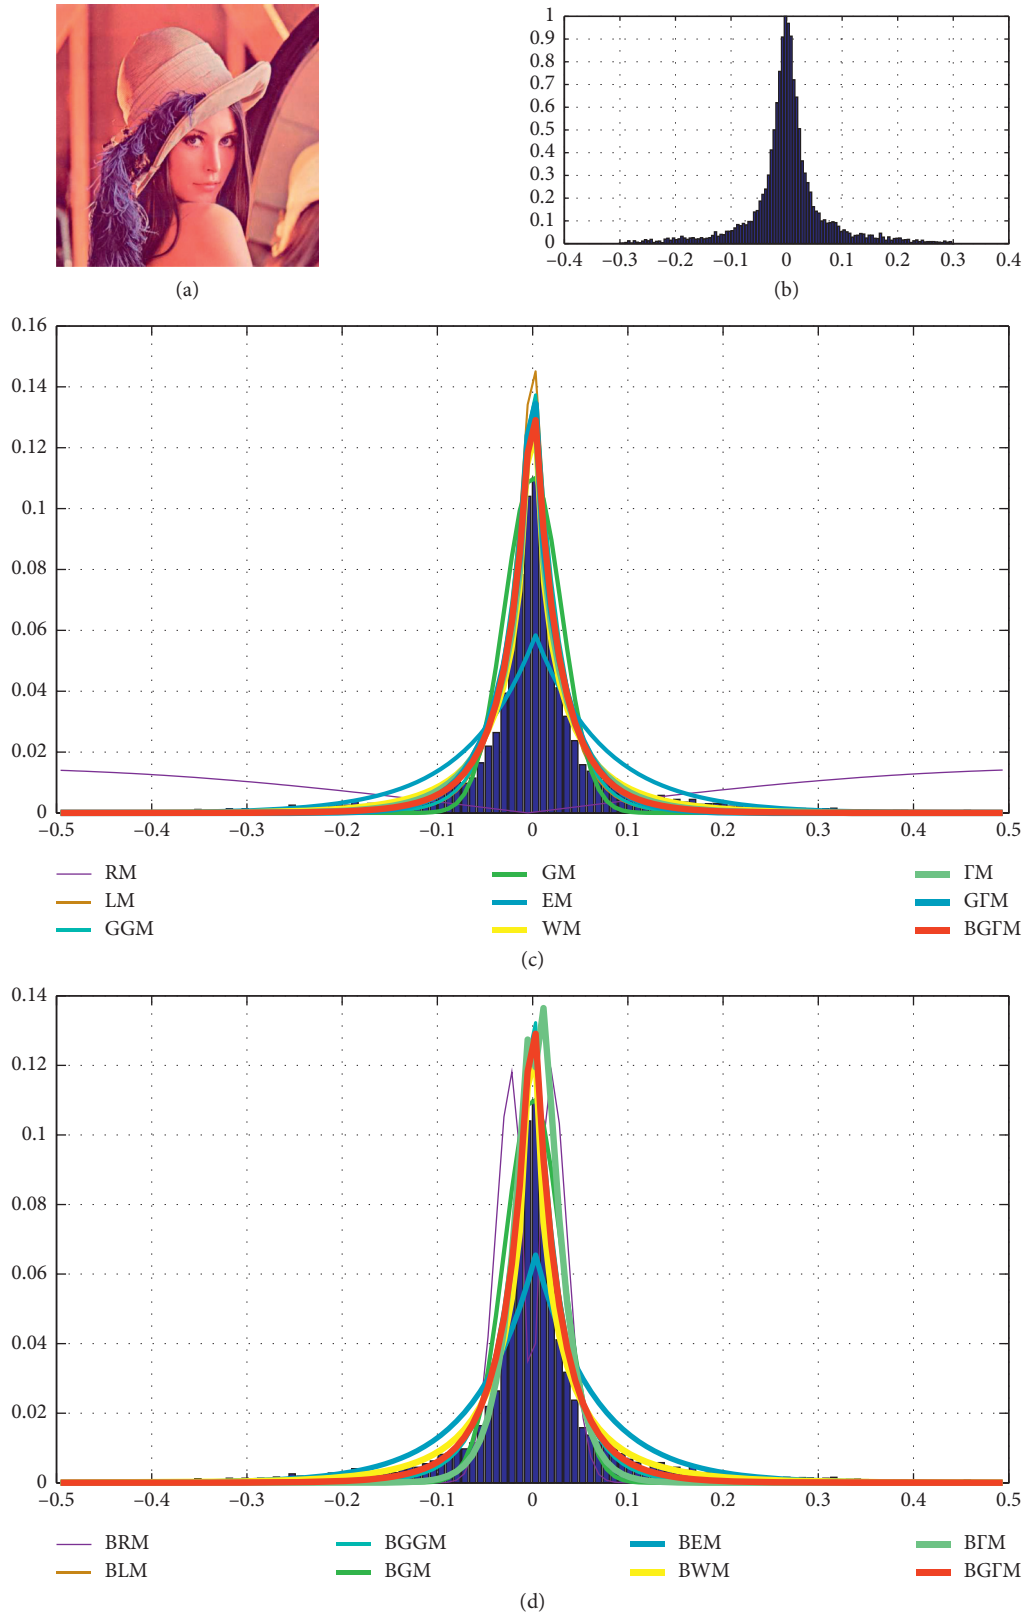 (a)
1
0.9
0.8
0.7
0.6
0.5
0.4
0.3
0.2
0.1
0
–0.4 –0.3 –0.2 –0.1 0 0.1 0.2 0.3 0.4
(b)
0.16
0.14
0.12
0.1
0.08
0.06
0.04
0.02
0
–0.5 –0.4 –0.3 –0.2 –0.1 0 0.1 0.2 0.3 0.4 0.5
RM GM ΓM
LM EM GΓM
GGM WM BGΓM
(c)
0.14
0.12
0.1
0.08
0.06
0.04
0.02
0
–0.5 –0.4 –0.3 –0.2 –0.1 0 0.1 0.2 0.3 0.4 0.5
BRM BGGM BEM BΓM
BLM BGM BWM BGΓM
(d)